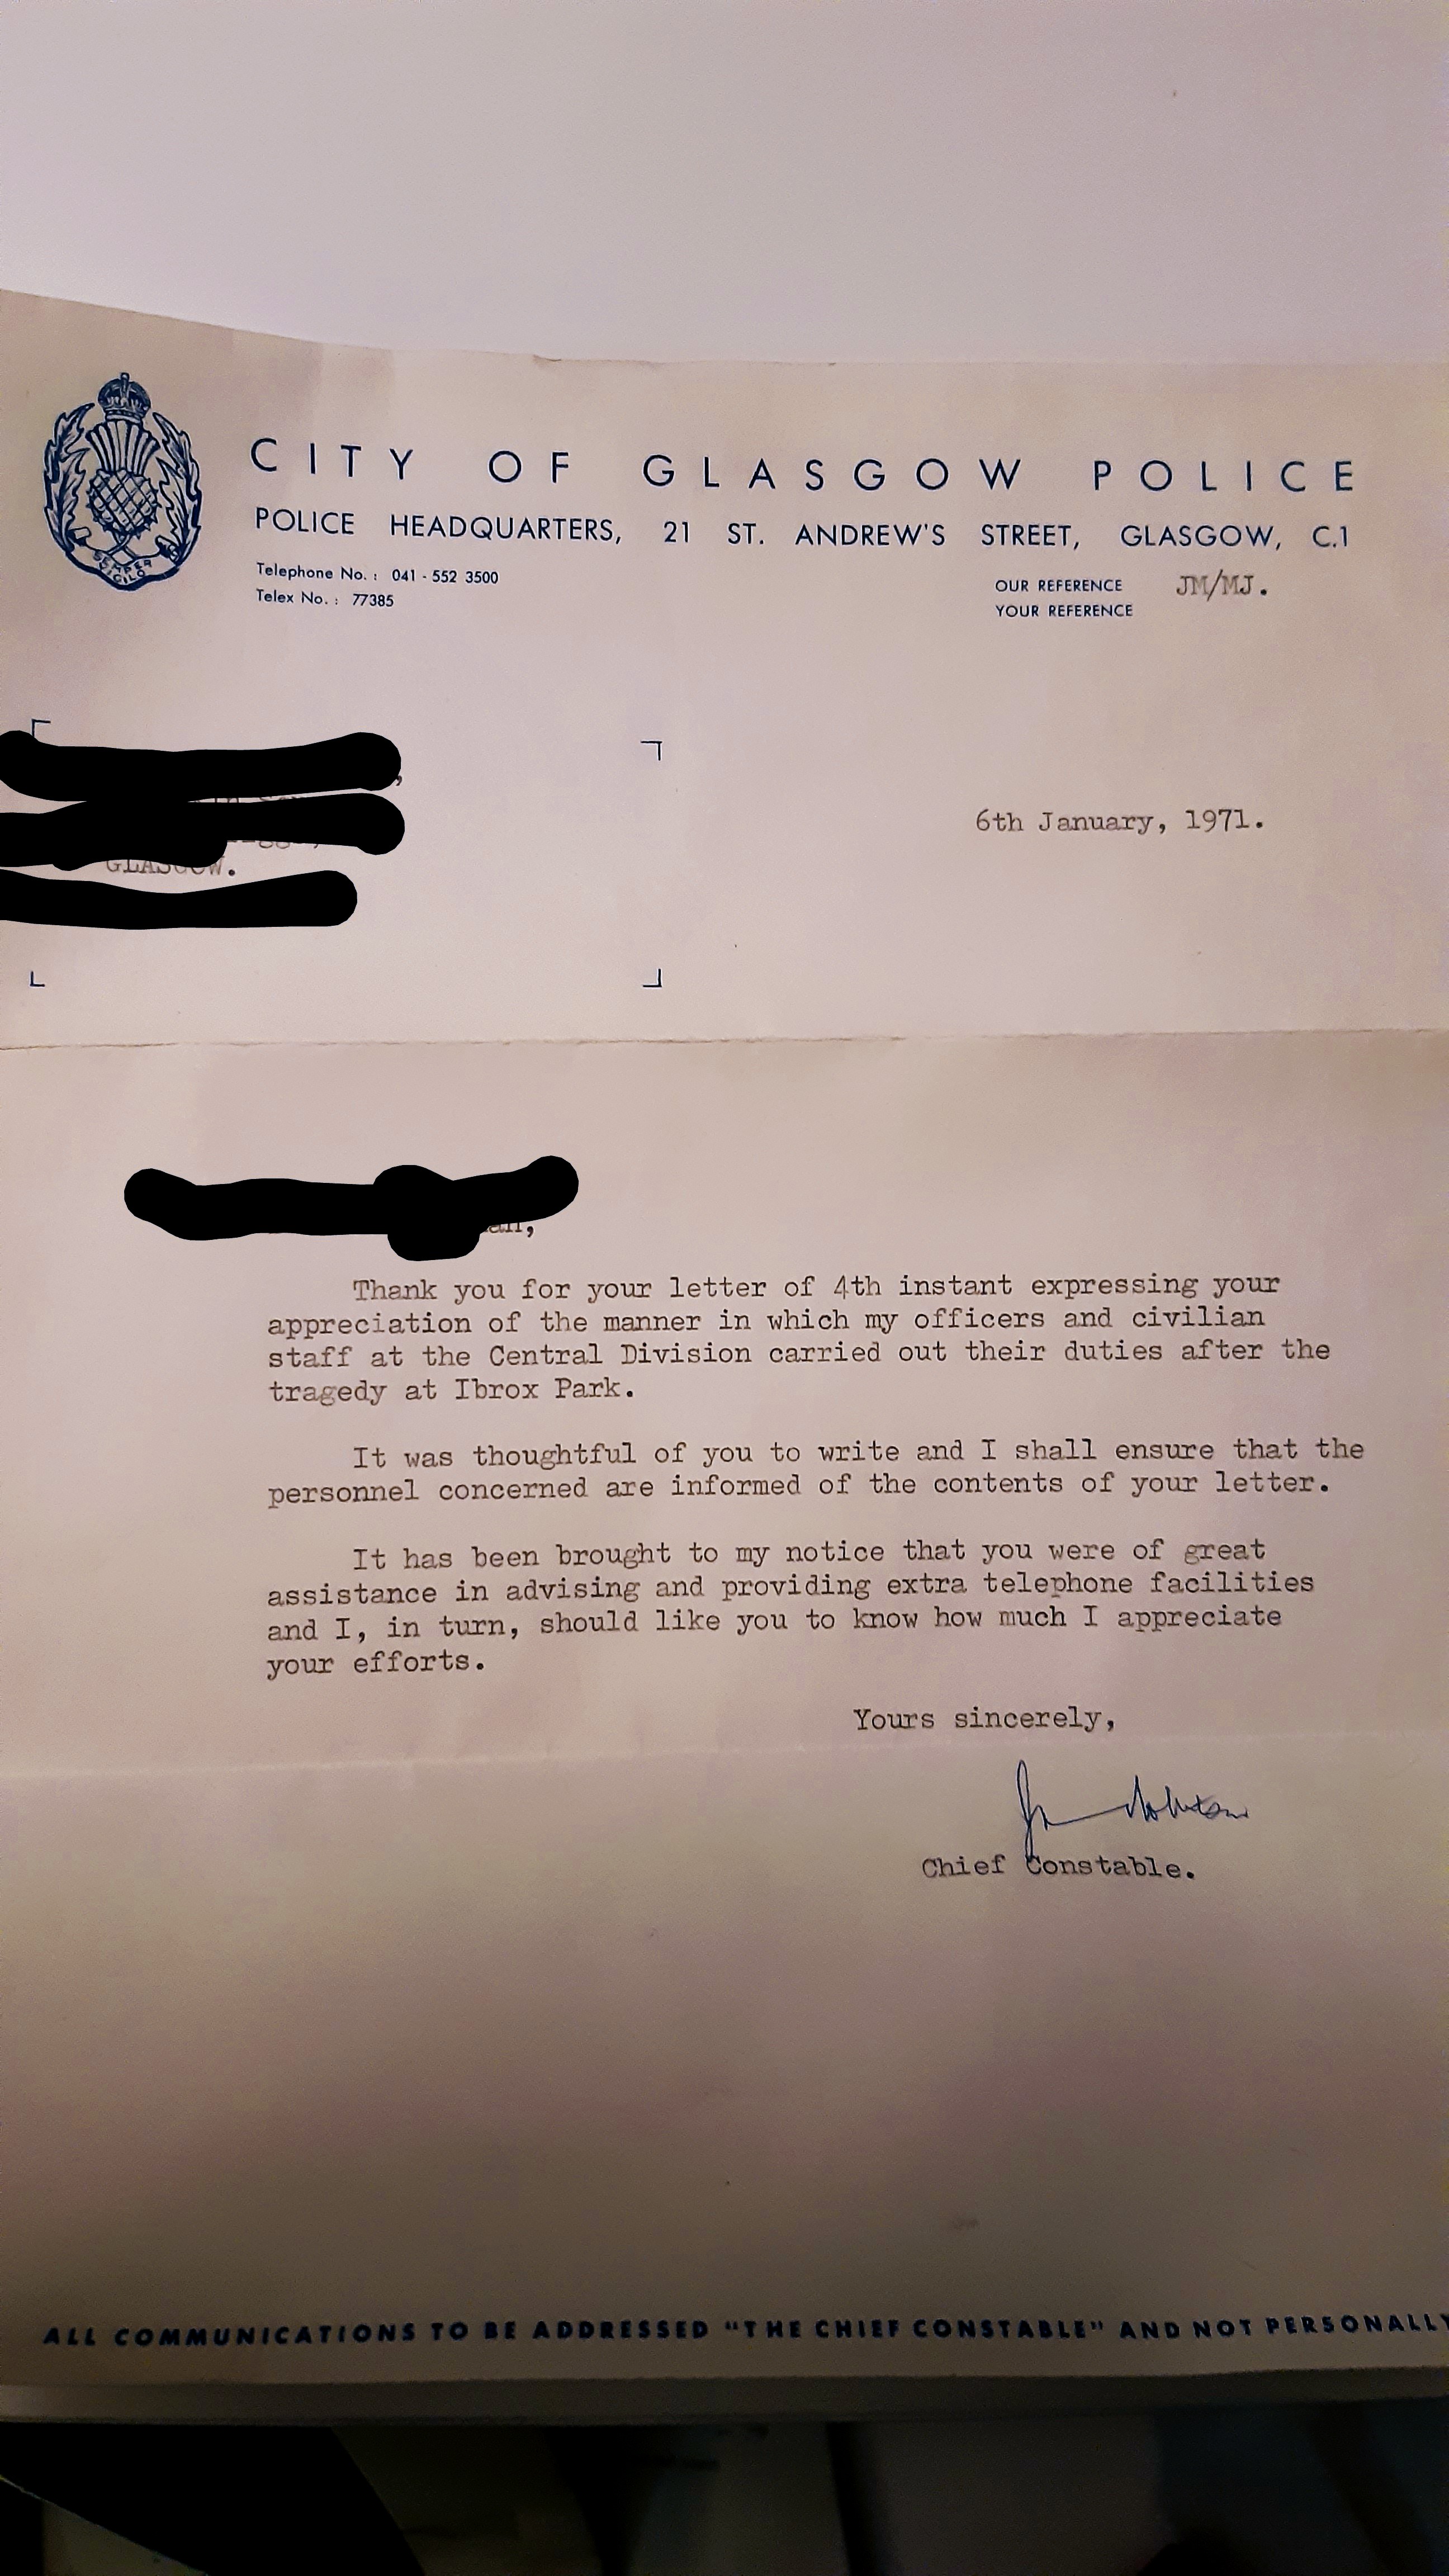 CITY OF GLASGOW POLICE
POLICE HEADQUARTERS, 21 ST. ANDREW'S STREET, GLASGOW, C.1
Telephone No. : 041 - 552 3500
Telex No. : 77385
OUR REFERENCE JM/MJ.
YOUR REFERENCE
SEMPER
VIGILO
6th January, 1971.
GLASGOW.
Thank you for your letter of 4th instant expressing your
appreciation of the manner in which my officers and civilian
staff at the Central Division carried out their duties after the
tragedy at Ibrox Park.
It was thoughtful of you to write and I shall ensure that the
personnel concerned are informed of the contents of your letter.
It has been brought to my notice that you were of great
assistance in advising and providing extra telephone facilities
and I, in turn, should like you to know how much I appreciate
your efforts.
Yours sincerely,
Chief Constable.
ALL COMMUNICATIONS TO BE ADDRESSED "THE CHIEF CONSTABLE" AND NOT PERSONALLY